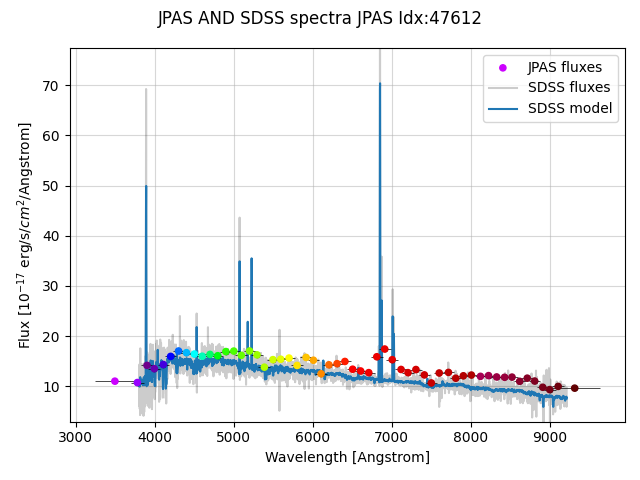 JPAS AND SDSS spectra JPAS Idx:47612
JPAS fluxes
SDSS fluxes
SDSS model
Flux [10^{-17} erg/s/cm^2/Angstrom]
70
60
50
40
30
20
10
3000 4000 5000 6000 7000 8000 9000
Wavelength [Angstrom]